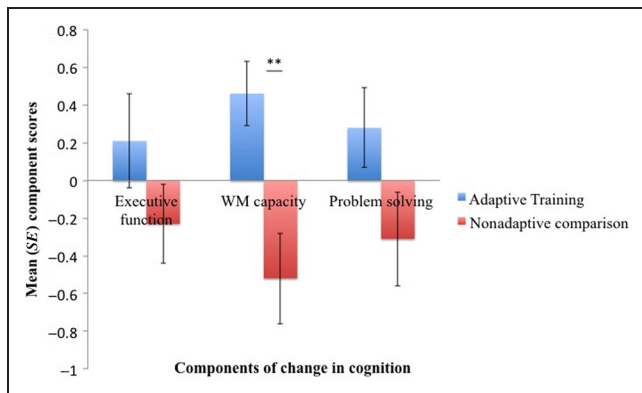 0.8
0.6
**
0.4
0.2
0
Executive function
WM capacity
Problem solving
Adaptive Training
Nonadaptive comparison
−0.2
−0.4
−0.6
−0.8
−1
Mean (SE) component scores
Components of change in cognition